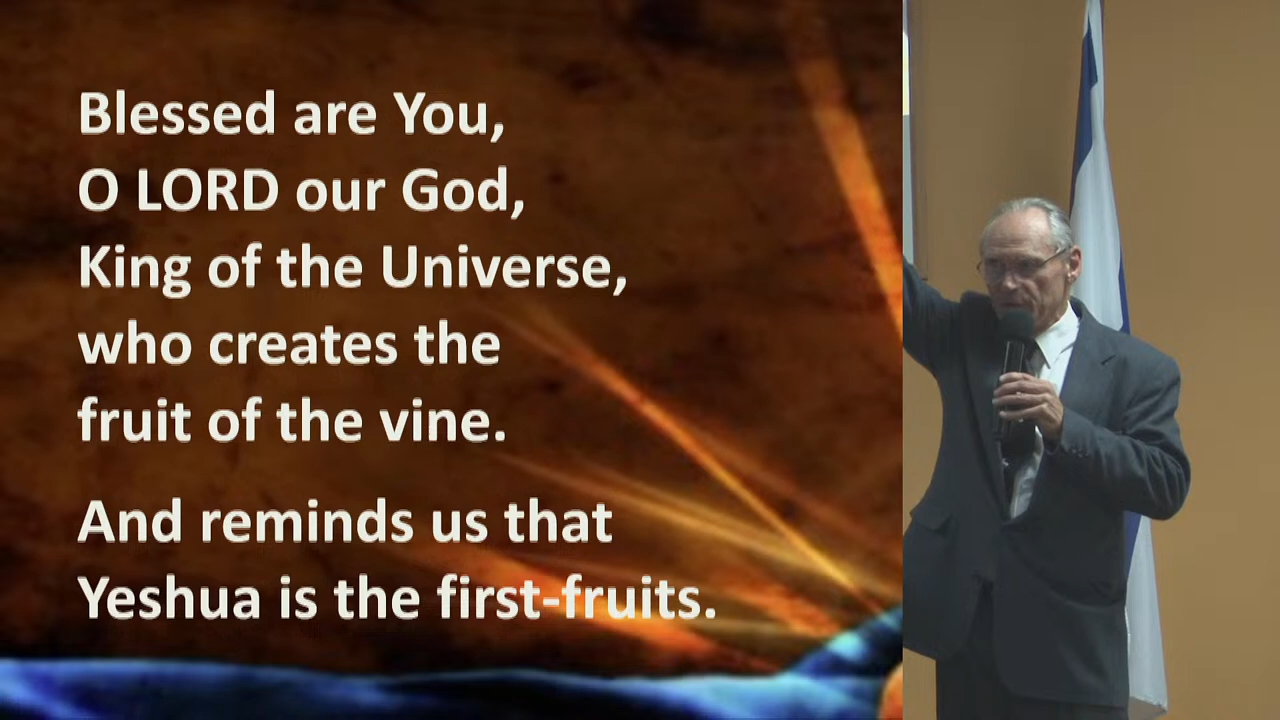 Blessed are You,
O LORD our God,
King of the Universe,
who creates the
fruit of the vine.
And reminds us that
Yeshua is the first-fruits.